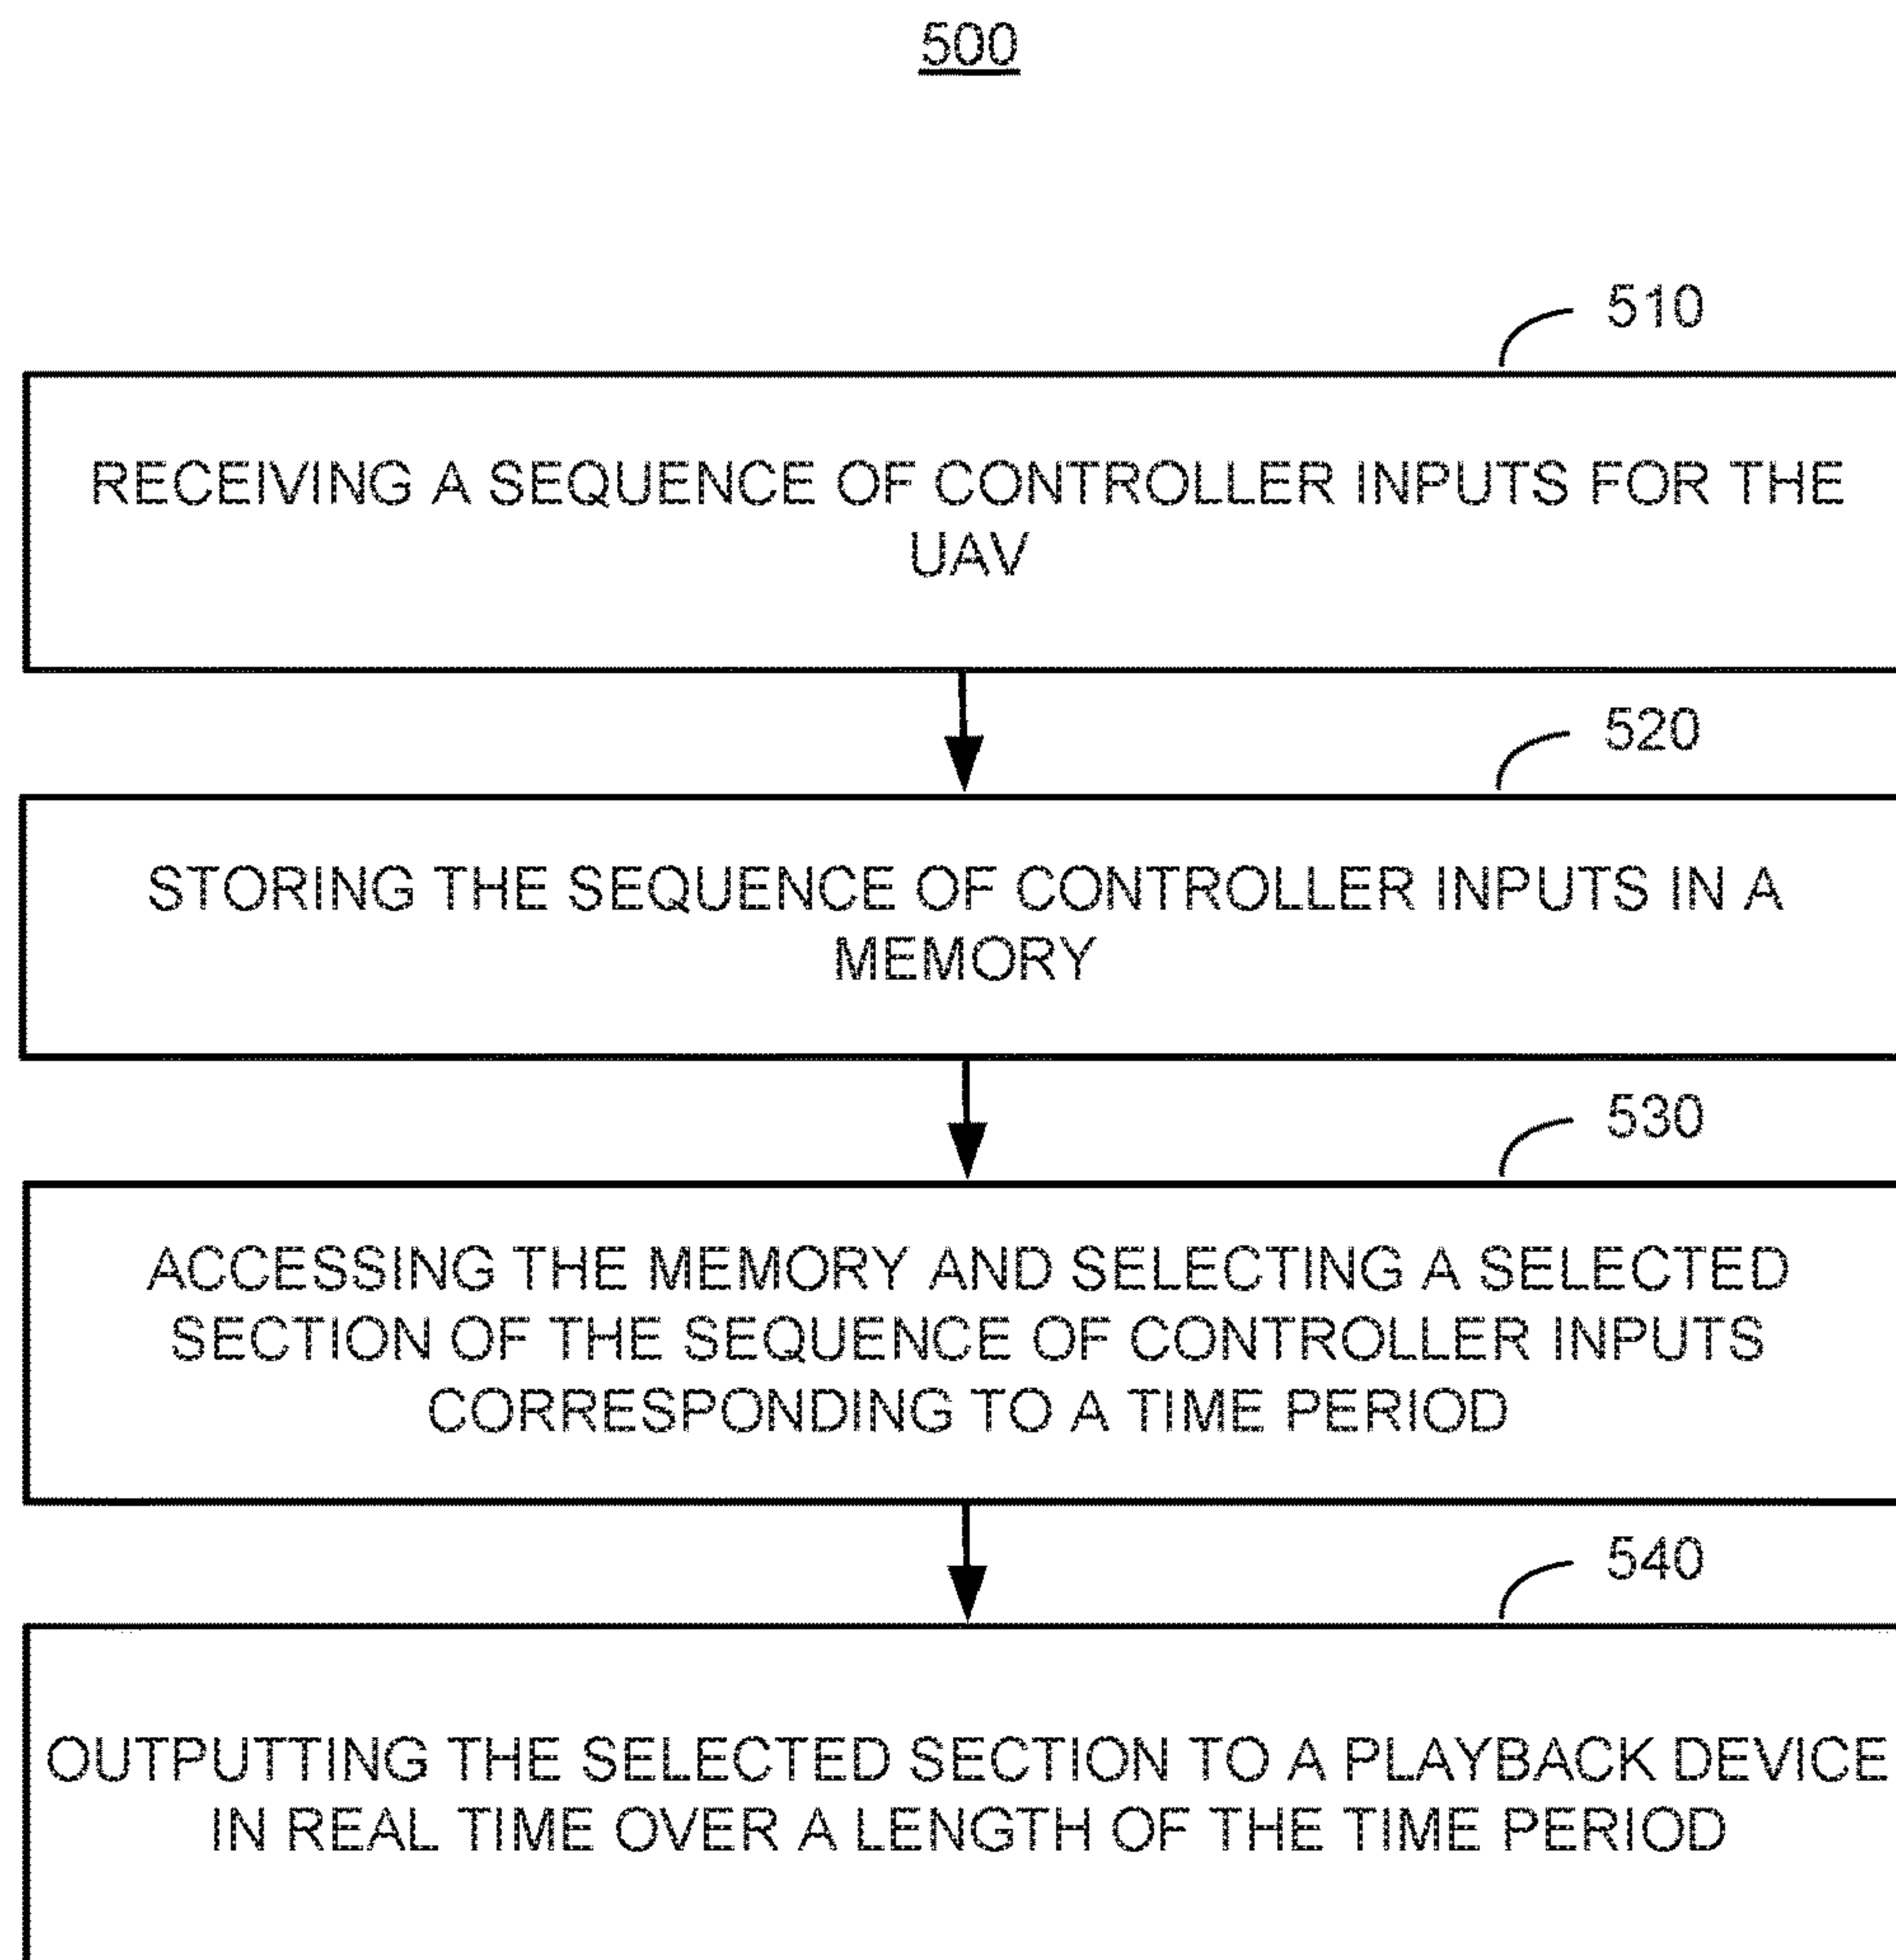 500
510
RECEIVING A SEQUENCE OF CONTROLLER INPUTS FOR THE
UAV
520
STORING THE SEQUENCE OF CONTROLLER INPUTS IN A
MEMORY
530
ACCESSING THE MEMORY AND SELECTING A SELECTED
SECTION OF THE SEQUENCE OF CONTROLLER INPUTS
CORRESPONDING TO A TIME PERIOD
540
OUTPUTTING THE SELECTED SECTION TO A PLAYBACK DEVICE
IN REAL TIME OVER A LENGTH OF THE TIME PERIOD